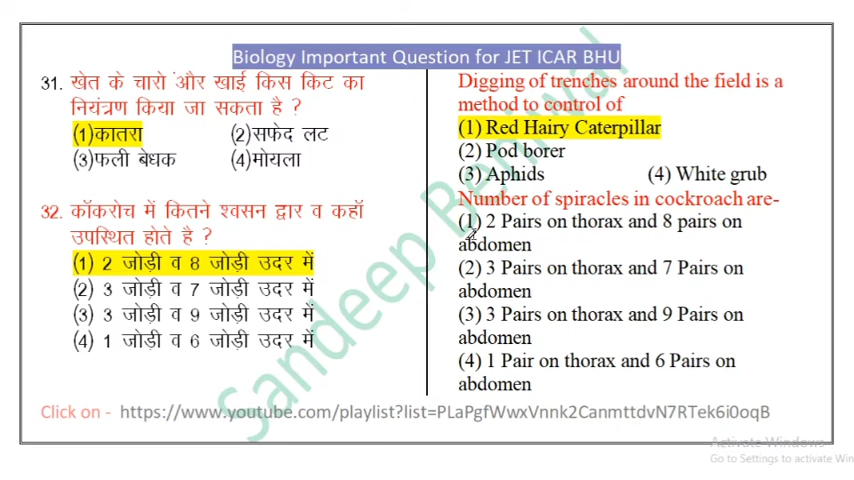 Biology Important Question for JET ICAR BHU
31. खेत के चारो और खाई किस किट का
नियंत्रण किया जा सकता है ?
(1)कातरा (2)सफेद लट
(3)फली बेधक (4)मोयला
32. कॉकरोच में कितने श्वसन द्वार व कहॉ
उपस्थित होते है ?
(1) 2 जोड़ी व 8 जोड़ी उदर में
(2) 3 जोड़ी व 7 जोड़ी उदर में
(3) 3 जोड़ी व 9 जोड़ी उदर में
(4) 1 जोड़ी व 6 जोड़ी उदर में
Digging of trenches around the field is a
method to control of
(1) Red Hairy Caterpillar
(2) Pod borer
(3) Aphids (4) White grub
Number of spiracles in cockroach are-
(1) 2 Pairs on thorax and 8 pairs on
abdomen
(2) 3 Pairs on thorax and 7 Pairs on
abdomen
(3) 3 Pairs on thorax and 9 Pairs on
abdomen
(4) 1 Pair on thorax and 6 Pairs on
abdomen
Sandeep Beniwal
Click on - https://www.youtube.com/playlist?list=PLaPgfWwxVnnk2CanmttdvN7RTek6i0oqB
Activate Windows
Go to Settings to activate Win